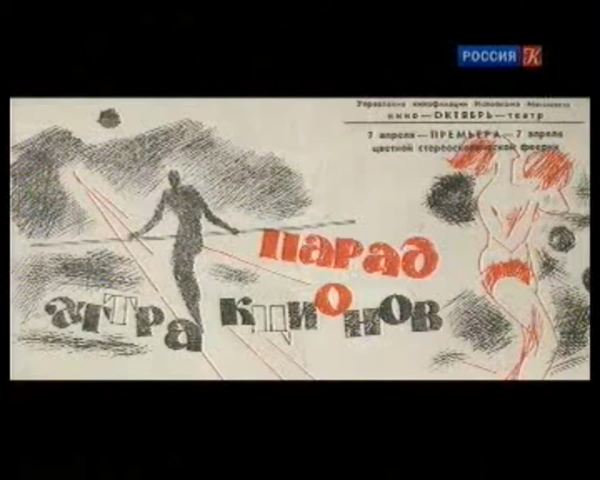 РОССИЯ К
Управление кинофикации Исполкома Моссовета
кино—ОКТЯБРЬ—театр
7 апреля—ПРЕМЬЕРА—7 апреля
цветной стереоскопической феерии
ПАРАД
АТТРАКЦИОНОВ